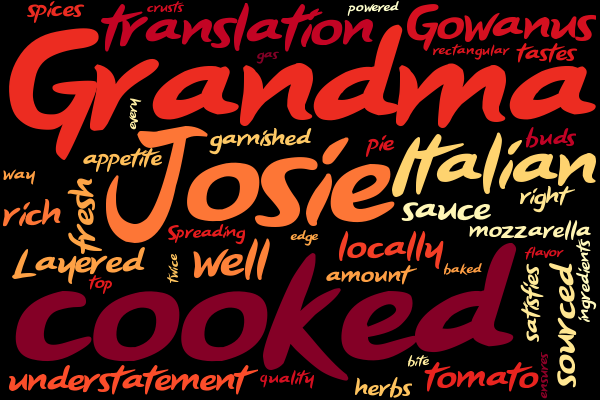 spices
crusts
powered
translation
Gowanus
gas
rectangular
tastes
Grandma
every
garnished
pie
buds
appetite
Josie
Italian
way
right
rich
fresh
sauce
Spreading
edge
mozzarella
Layered
twice
well
locally
flavor
top
amount
baked
satisfies
sourced
ingredients
cooked
bite
understatement
quality
herbs
tomato
ensures